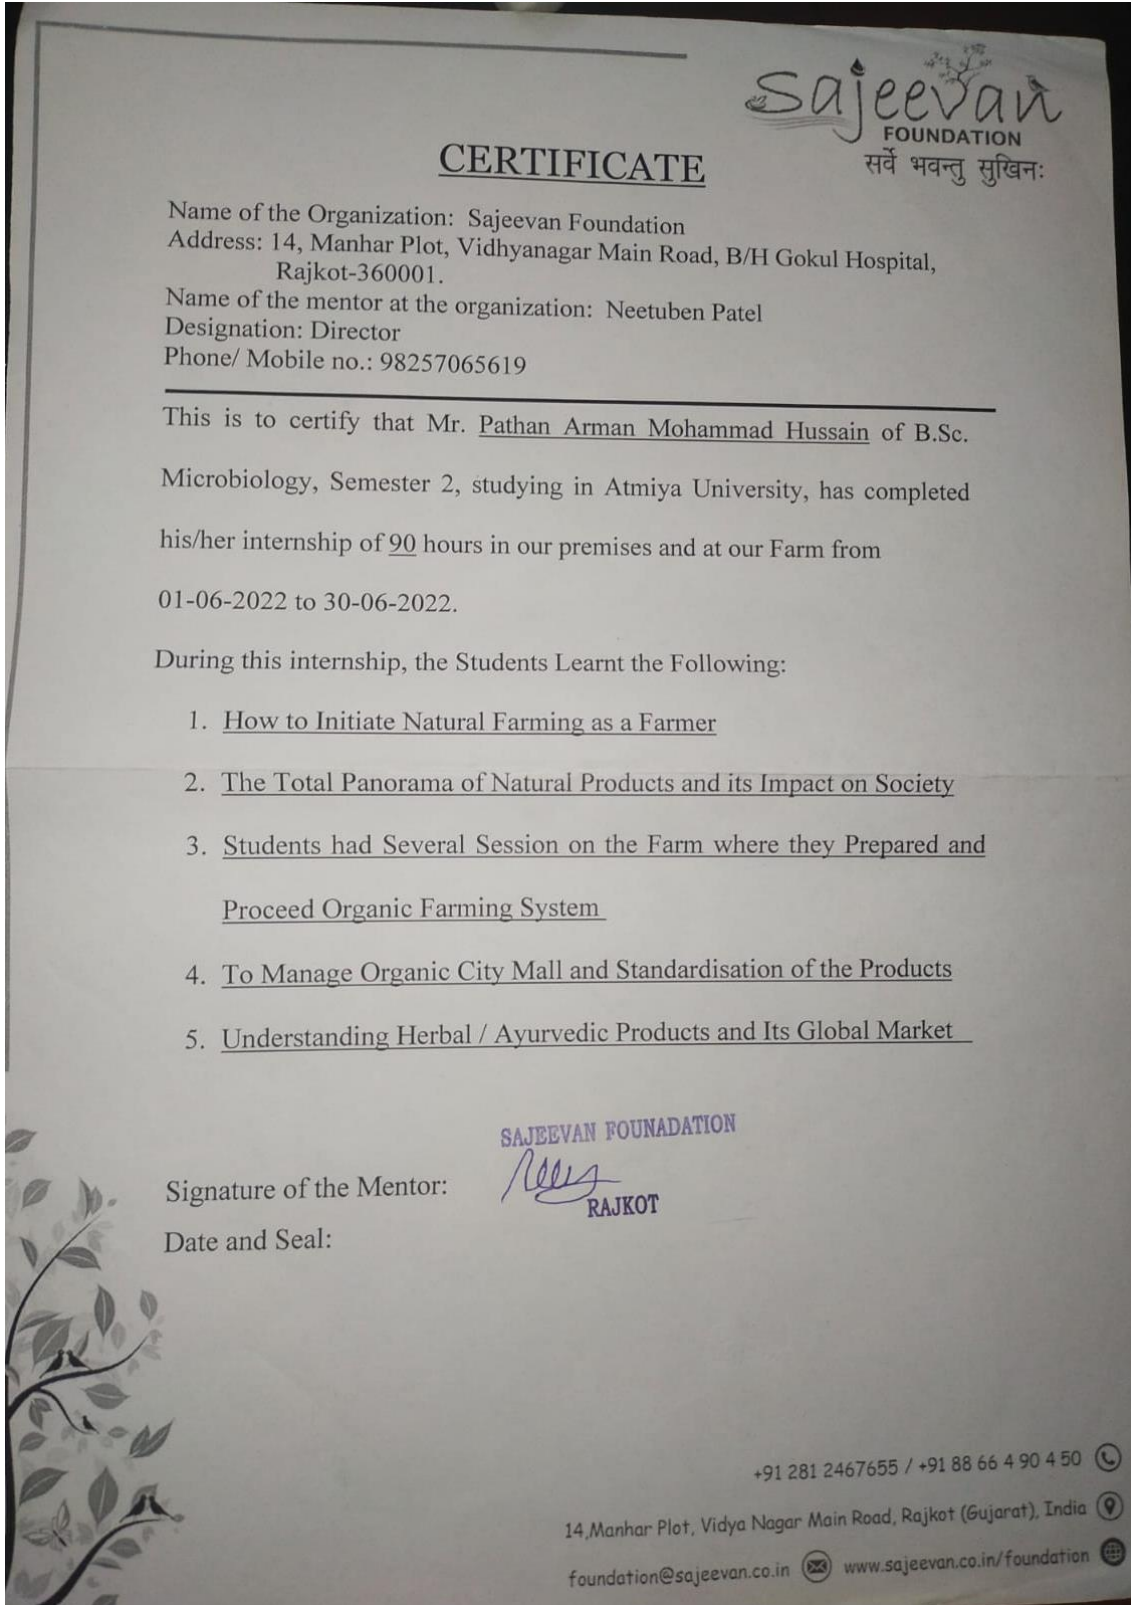 Sajeevan
FOUNDATION
सर्वे भवन्तु सुखिनः
CERTIFICATE
Name of the Organization: Sajeevan Foundation
Address: 14, Manhar Plot, Vidhyanagar Main Road, B/H Gokul Hospital,
Rajkot-360001.
Name of the mentor at the organization: Neetuben Patel
Designation: Director
Phone/ Mobile no.: 98257065619
This is to certify that Mr. Pathan Arman Mohammad Hussain of B.Sc.
Microbiology, Semester 2, studying in Atmiya University, has completed
his/her internship of 90 hours in our premises and at our Farm from
01-06-2022 to 30-06-2022.
During this internship, the Students Learnt the Following:
1. How to Initiate Natural Farming as a Farmer
2. The Total Panorama of Natural Products and its Impact on Society
3. Students had Several Session on the Farm where they Prepared and
Proceed Organic Farming System
4. To Manage Organic City Mall and Standardisation of the Products
5. Understanding Herbal / Ayurvedic Products and Its Global Market
SAJEEVAN FOUNADATION
Signature of the Mentor:
RAJKOT
Date and Seal:
+91 281 2467655 / +91 88 66 4 90 4 50
14,Manhar Plot, Vidya Nagar Main Road, Rajkot (Gujarat), India
foundation@sajeevan.co.in www.sajeevan.co.in/foundation